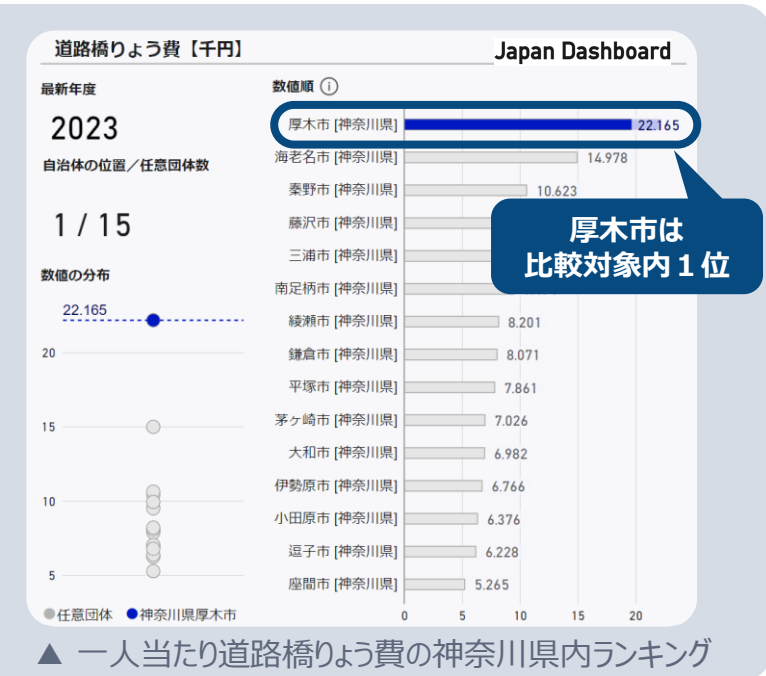 道路橋りょう費【千円】
Japan Dashboard
最新年度
2023
自治体の位置／任意団体数
1 / 15
数値の分布
22.165
20
15
10
5
●任意団体 ●神奈川県厚木市
数値順 ⓘ
厚木市 [神奈川県] 22.165
海老名市 [神奈川県] 14.978
秦野市 [神奈川県] 10.623
藤沢市 [神奈川県]
三浦市 [神奈川県]
南足柄市 [神奈川県]
綾瀬市 [神奈川県] 8.201
鎌倉市 [神奈川県] 8.071
平塚市 [神奈川県] 7.861
茅ヶ崎市 [神奈川県] 7.026
大和市 [神奈川県] 6.982
伊勢原市 [神奈川県] 6.766
小田原市 [神奈川県] 6.376
逗子市 [神奈川県] 6.228
座間市 [神奈川県] 5.265
0 5 10 15 20
厚木市は
比較対象内１位
▲ 一人当たり道路橋りょう費の神奈川県内ランキング